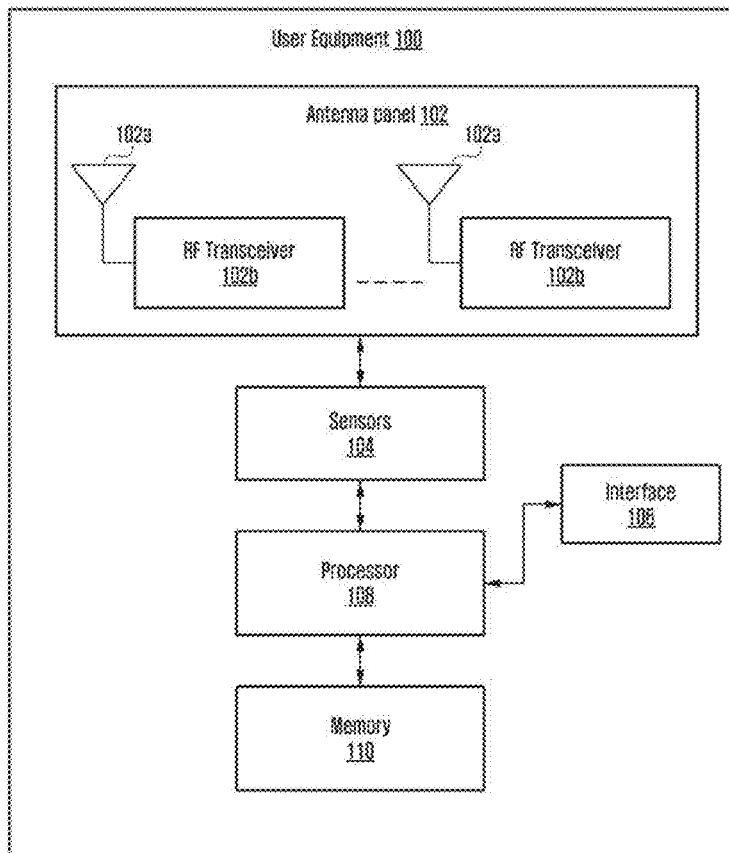 User Equipment 100
Antenna panel 102
102a
102a
RF Transceiver
102b
RF Transceiver
102b
Sensors
104
Interface
106
Processor
108
Memory
110